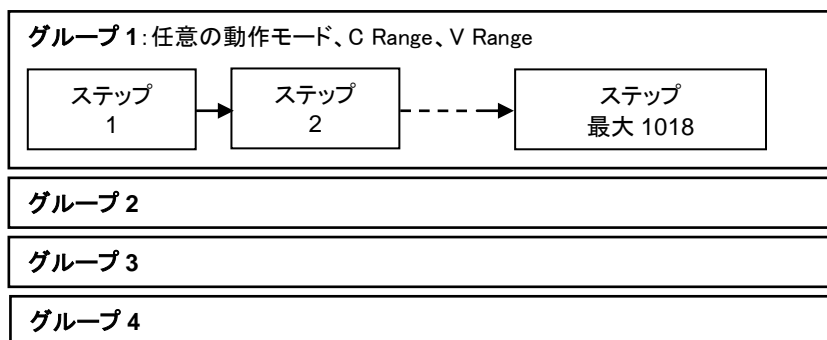 グループ 1：任意の動作モード、C Range、V Range
ステップ
1
ステップ
2
ステップ
最大 1018
グループ 2
グループ 3
グループ 4